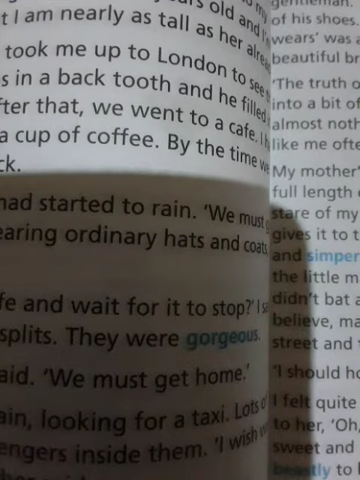 old and I'
t I am nearly as tall as her alre
took me up to London to see
s in a back tooth and he filled
fter that, we went to a cafe. I
a cup of coffee. By the time
ck.
had started to rain. 'We must
earing ordinary hats and coats
fe and wait for it to stop?' I s
splits. They were gorgeous.
aid. 'We must get home.'
ain, looking for a taxi. Lots o
engers inside them. 'I wish
gentleman.
of his shoes.
wears' was a
beautiful br
'The truth o
into a bit of
almost noth
like me ofte
My mother'
full length
stare of my
gives it to t
and simper
the little m
didn't bat a
believe, ma
street and
'I should ho
I felt quite
to her, 'Oh,
sweet and
beastly to